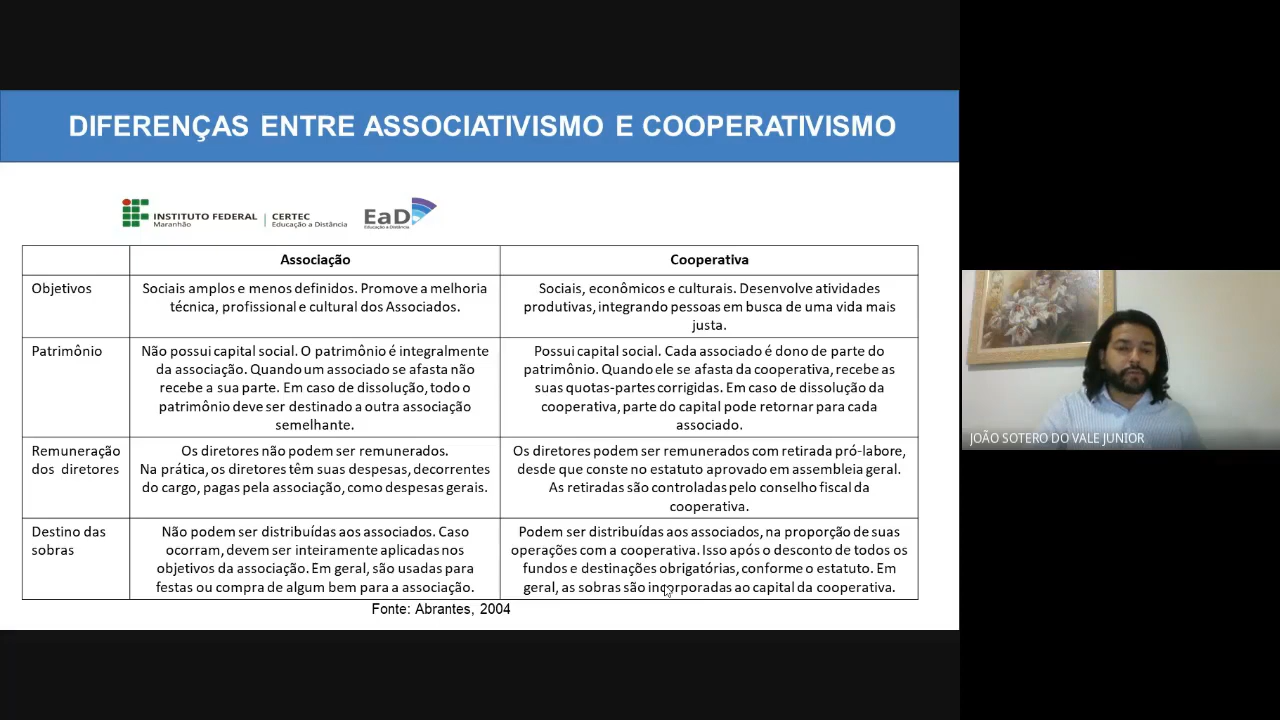 DIFERENÇAS ENTRE ASSOCIATIVISMO E COOPERATIVISMO
INSTITUTO FEDERAL
Maranhão
CERTEC
Educação a Distância
EaD
Educação a Distância
Associação
Cooperativa
Objetivos
Sociais amplos e menos definidos. Promove a melhoria
técnica, profissional e cultural dos Associados.
Sociais, econômicos e culturais. Desenvolve atividades
produtivas, integrando pessoas em busca de uma vida mais
justa.
Patrimônio
Não possui capital social. O patrimônio é integralmente
da associação. Quando um associado se afasta não
recebe a sua parte. Em caso de dissolução, todo o
patrimônio deve ser destinado a outra associação
semelhante.
Possui capital social. Cada associado é dono de parte do
patrimônio. Quando ele se afasta da cooperativa, recebe as
suas quotas-partes corrigidas. Em caso de dissolução da
cooperativa, parte do capital pode retornar para cada
associado.
Remuneração
dos diretores
Os diretores não podem ser remunerados.
Na prática, os diretores têm suas despesas, decorrentes
do cargo, pagas pela associação, como despesas gerais.
Os diretores podem ser remunerados com retirada pró-labore,
desde que conste no estatuto aprovado em assembleia geral.
As retiradas são controladas pelo conselho fiscal da
cooperativa.
Destino das
sobras
Não podem ser distribuídas aos associados. Caso
ocorram, devem ser inteiramente aplicadas nos
objetivos da associação. Em geral, são usadas para
festas ou compra de algum bem para a associação.
Podem ser distribuídas aos associados, na proporção de suas
operações com a cooperativa. Isso após o desconto de todos os
fundos e destinações obrigatórias, conforme o estatuto. Em
geral, as sobras são incorporadas ao capital da cooperativa.
Fonte: Abrantes, 2004
JOÃO SOTERO DO VALE JUNIOR